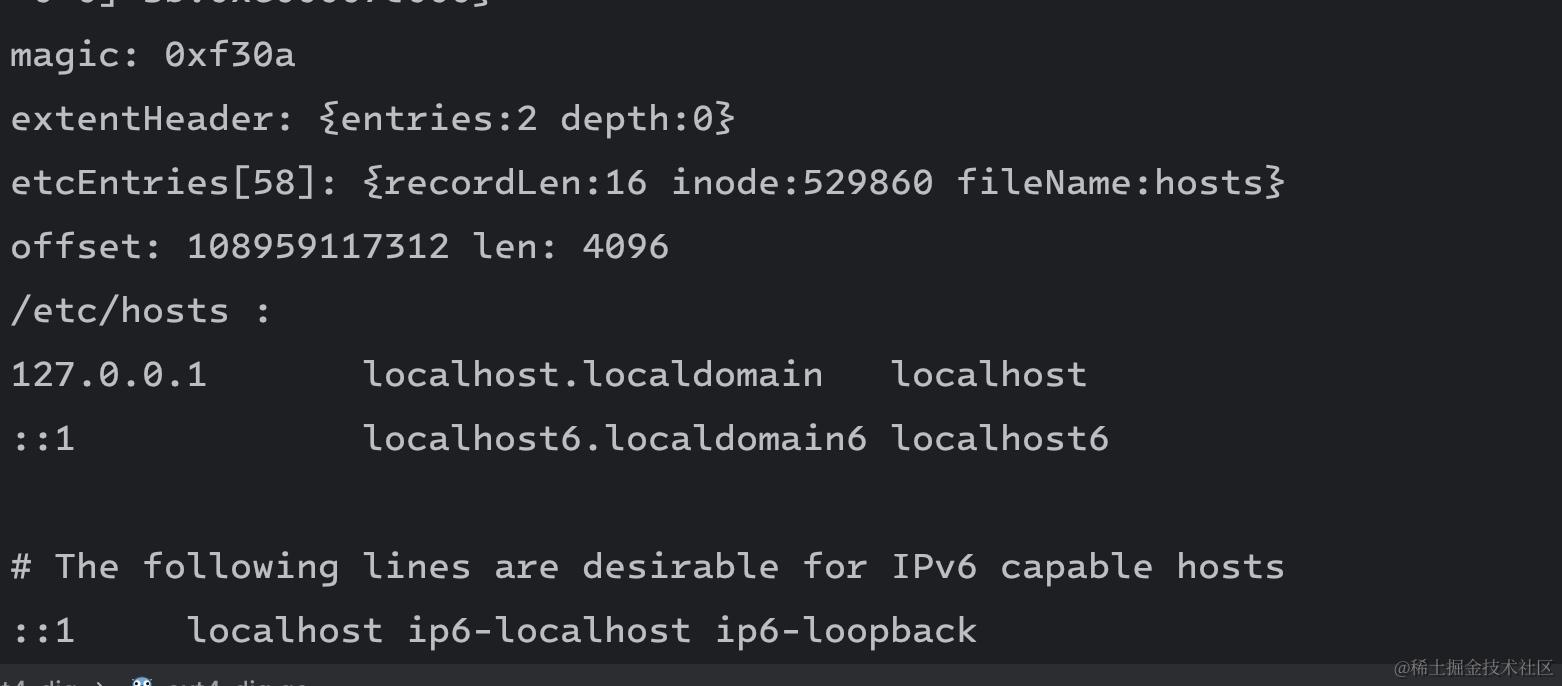 magic: 0xf30a
extentHeader: {entries:2 depth:0}
etcEntries[58]: {recordLen:16 inode:529860 fileName:hosts}
offset: 108959117312 len: 4096
/etc/hosts :
127.0.0.1       localhost.localdomain   localhost
::1             localhost6.localdomain6 localhost6

# The following lines are desirable for IPv6 capable hosts
::1     localhost ip6-localhost ip6-loopback
@稀土掘金技术社区